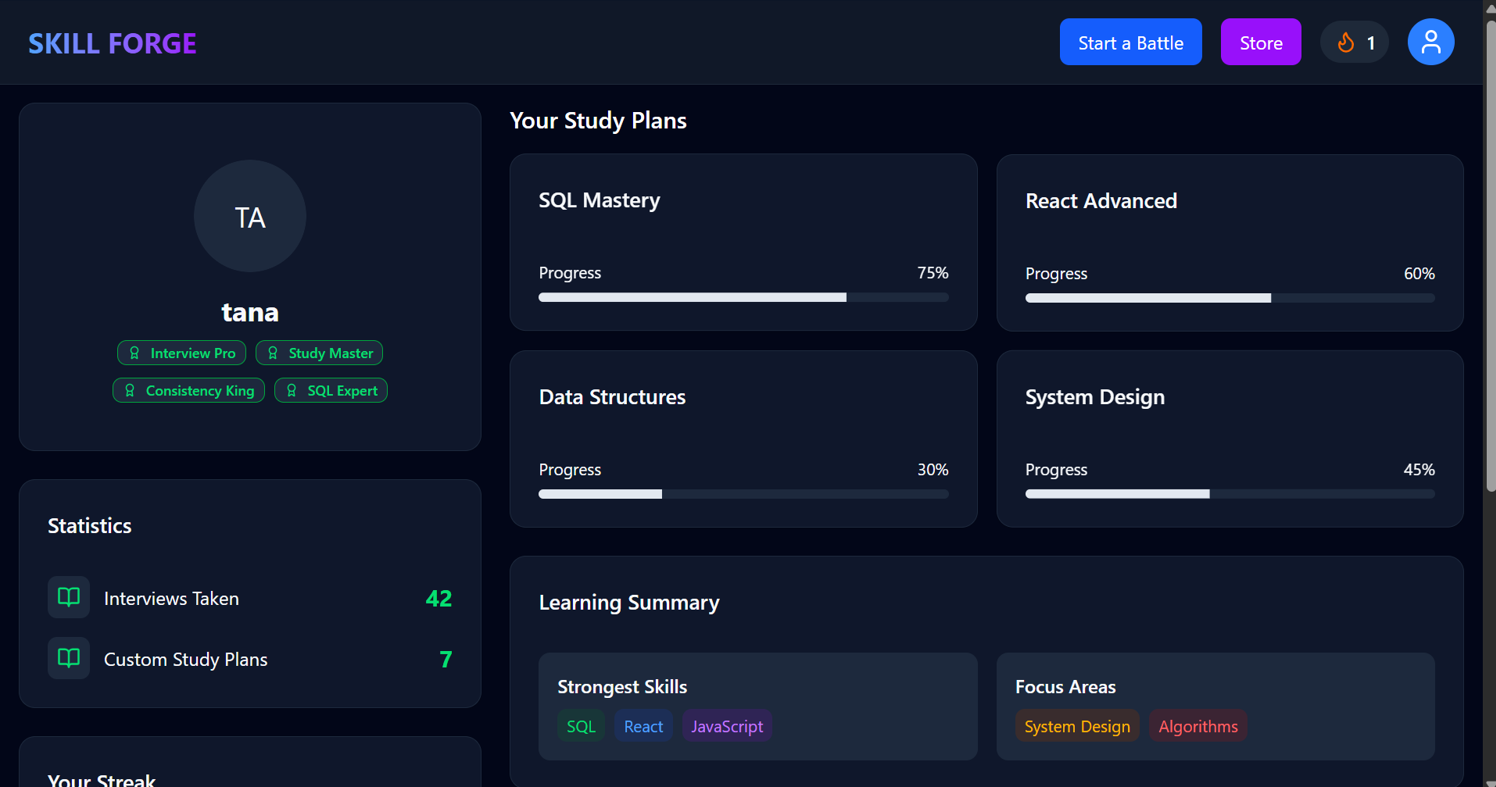 SKILL FORGE
Start a Battle
Store
1
TA
tana
Interview Pro
Study Master
Consistency King
SQL Expert
Statistics
Interviews Taken
42
Custom Study Plans
7
Your Streak
Your Study Plans
SQL Mastery
Progress
75%
React Advanced
Progress
60%
Data Structures
Progress
30%
System Design
Progress
45%
Learning Summary
Strongest Skills
SQL
React
JavaScript
Focus Areas
System Design
Algorithms